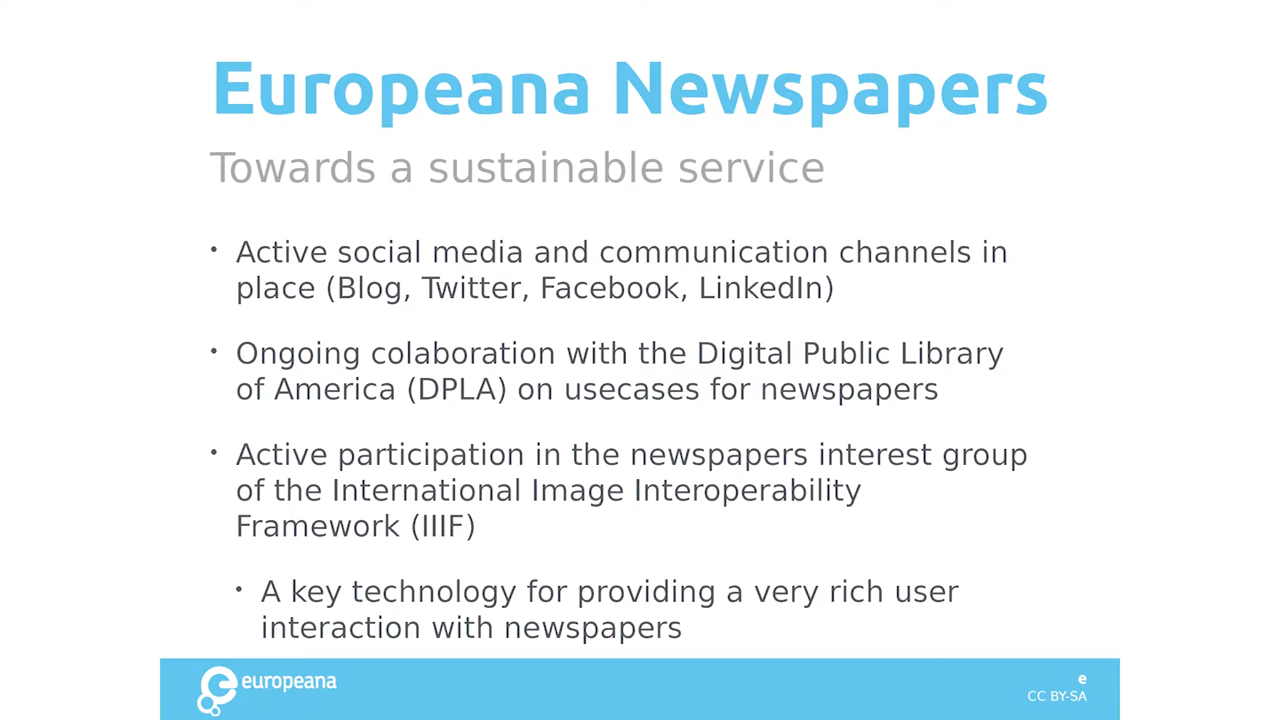 Europeana Newspapers
Towards a sustainable service
• Active social media and communication channels in
place (Blog, Twitter, Facebook, LinkedIn)
• Ongoing colaboration with the Digital Public Library
of America (DPLA) on usecases for newspapers
• Active participation in the newspapers interest group
of the International Image Interoperability
Framework (IIIF)
• A key technology for providing a very rich user
interaction with newspapers
europeana
e
CC BY-SA